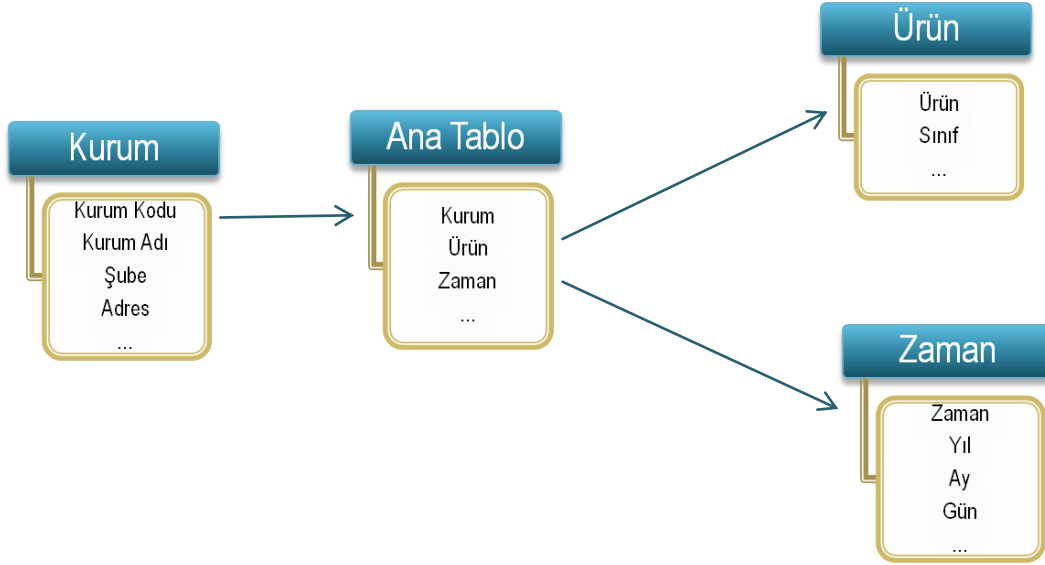 Kurum
Kurum Kodu
Kurum Adı
Şube
Adres
...
Ana Tablo
Kurum
Ürün
Zaman
...
Ürün
Ürün
Sınıf
...
Zaman
Zaman
Yıl
Ay
Gün
...